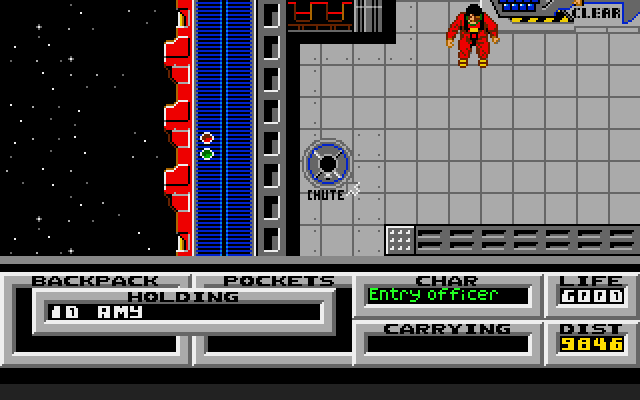 CLEAR
CHUTE
BACKPACK
POCKETS
HOLDING
ID AMY
CHAR
Entry officer
LIFE
GOOD
CARRYING
DIST
9846